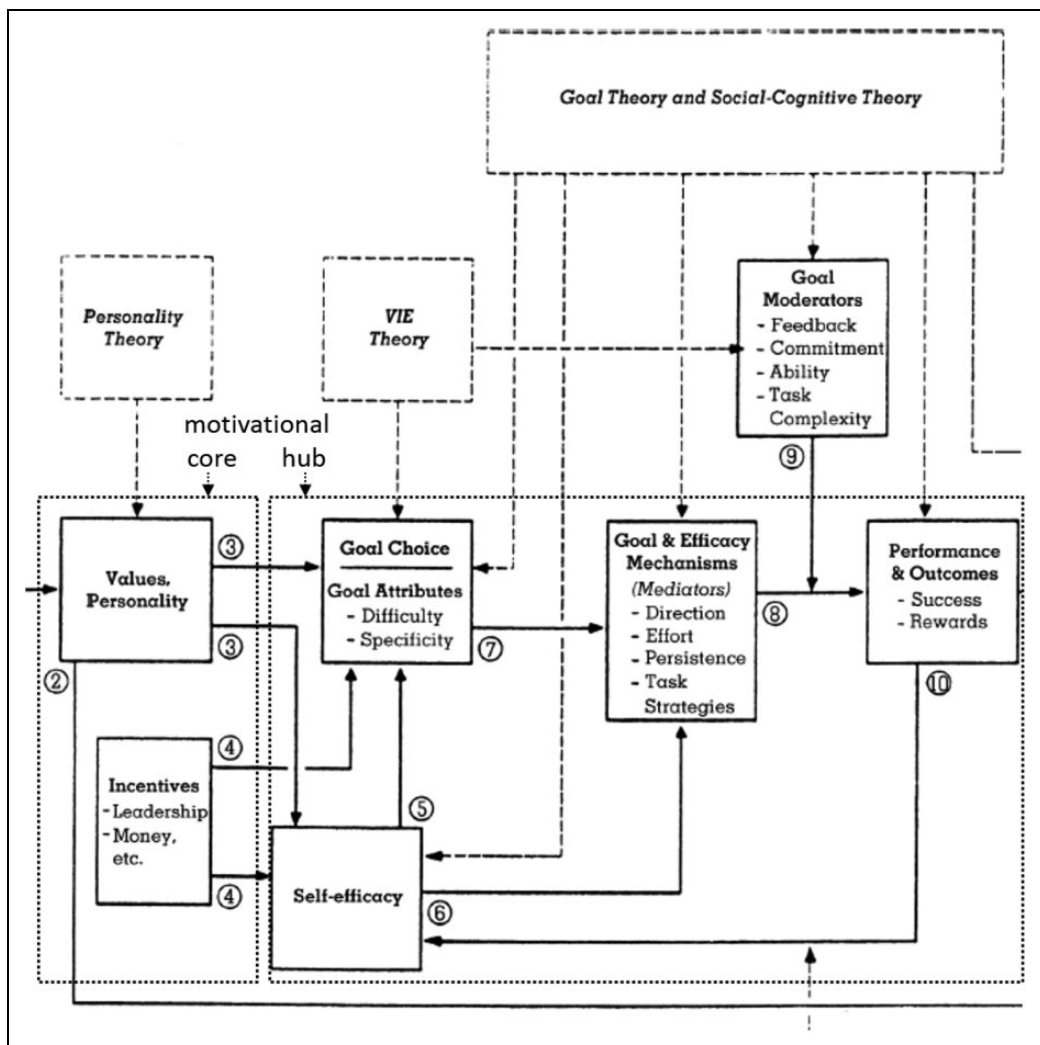 Goal Theory and Social-Cognitive Theory
Personality
Theory
VIE
Theory
Goal
Moderators
- Feedback
- Commitment
- Ability
- Task
Complexity
motivational
core hub
⑨
Values,
Personality
③
③
②
Goal Choice
Goal Attributes
- Difficulty
- Specificity
⑦
Goal & Efficacy
Mechanisms
(Mediators)
- Direction
- Effort
- Persistence
- Task
Strategies
⑧
Performance
& Outcomes
- Success
- Rewards
⑩
Incentives
- Leadership
- Money,
etc.
④
④
⑤
Self-efficacy
⑥